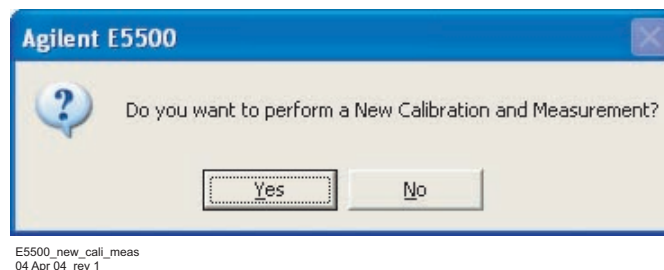 Agilent E5500
?
Do you want to perform a New Calibration and Measurement?
Yes No
E5500_new_cali_meas
04 Apr 04 rev 1